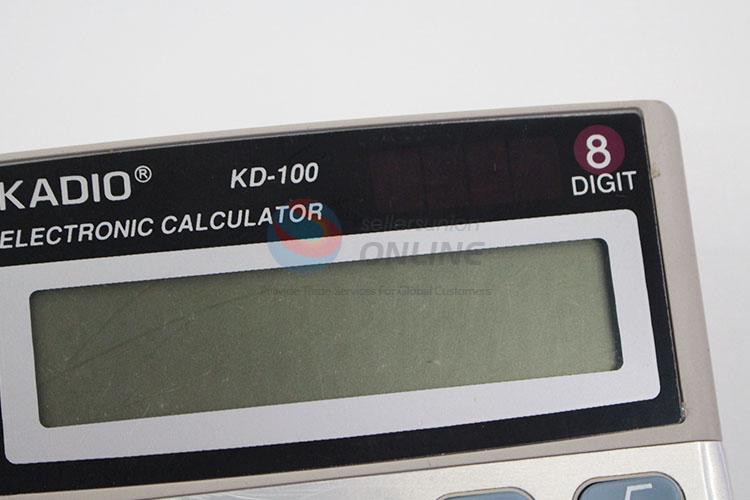 KADIO® KD-100
8
DIGIT
ELECTRONIC CALCULATOR
sellersunion
ONLINE
Provide Trade Services For Global Customers